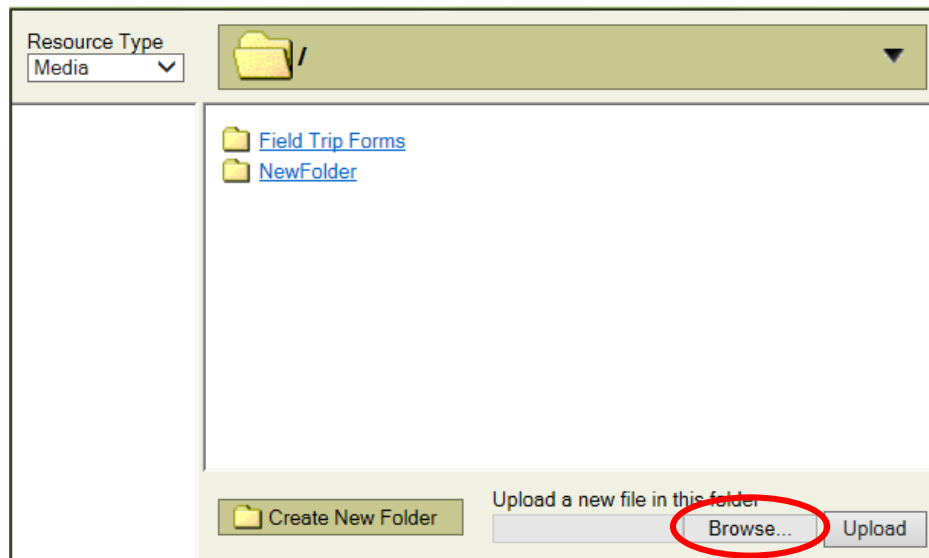 Resource Type
Media
/
Field Trip Forms
NewFolder
Create New Folder
Upload a new file in this folder
Browse...
Upload